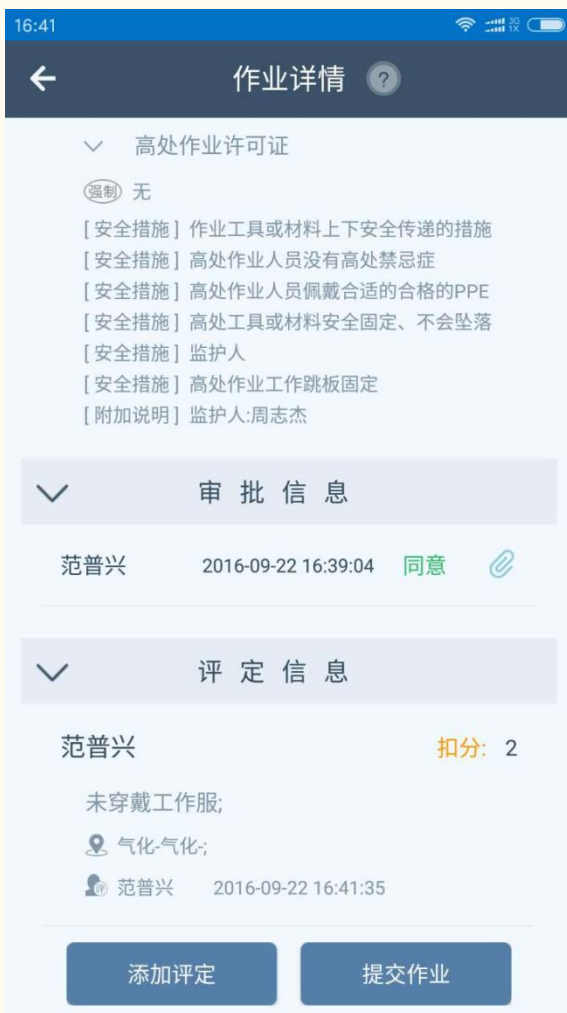 16:41
3G
1X
作业详情 ?
高处作业许可证
强制 无
[安全措施] 作业工具或材料上下安全传递的措施
[安全措施] 高处作业人员没有高处禁忌症
[安全措施] 高处作业人员佩戴合适的合格的PPE
[安全措施] 高处工具或材料安全固定、不会坠落
[安全措施] 监护人
[安全措施] 高处作业工作跳板固定
[附加说明] 监护人:周志杰
审批信息
范普兴 2016-09-22 16:39:04 同意
评定信息
范普兴 扣分: 2
未穿戴工作服;
气化-气化-;
评 范普兴 2016-09-22 16:41:35
添加评定 提交作业